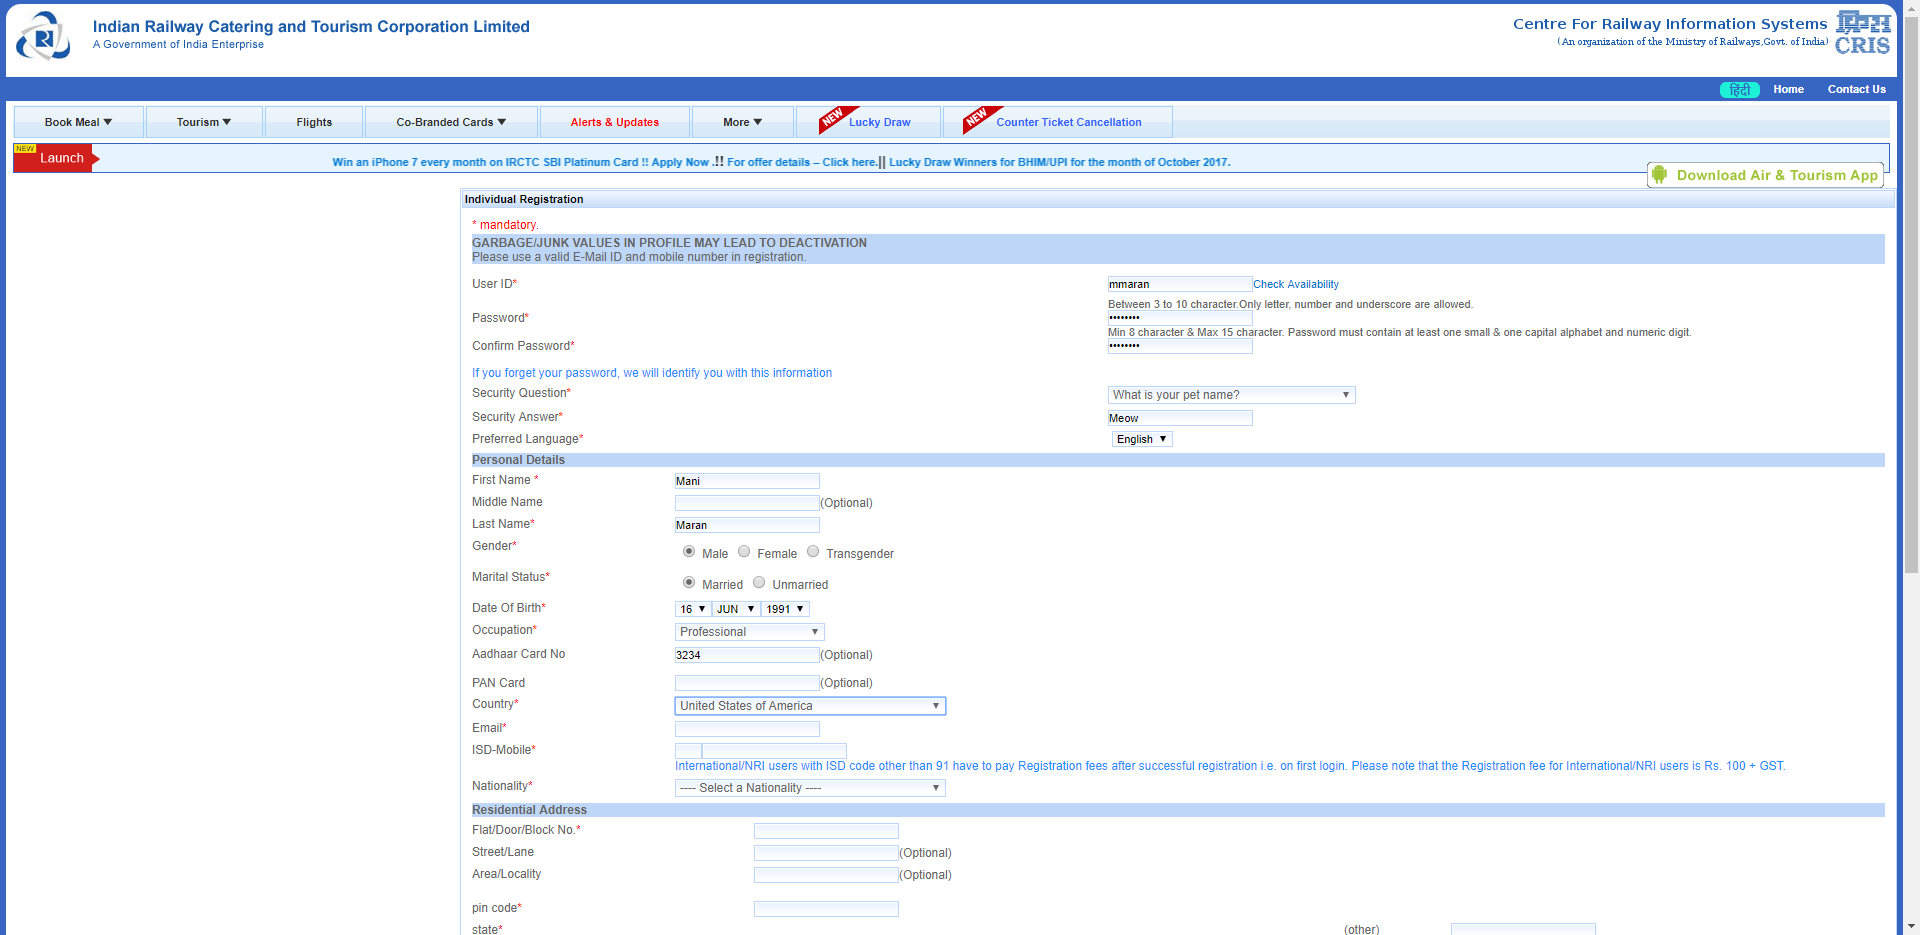 Indian Railway Catering and Tourism Corporation Limited
A Government of India Enterprise
Centre For Railway Information Systems
(An organization of the Ministry of Railways,Govt. of India)
CRIS
हिंदी Home Contact Us
Book Meal Tourism Flights Co-Branded Cards Alerts & Updates More NEW Lucky Draw NEW Counter Ticket Cancellation
NEW
Launch
Win an iPhone 7 every month on IRCTC SBI Platinum Card !! Apply Now .!! For offer details – Click here.|| Lucky Draw Winners for BHIM/UPI for the month of October 2017.
Download Air & Tourism App
Individual Registration
* mandatory.
GARBAGE/JUNK VALUES IN PROFILE MAY LEAD TO DEACTIVATION
Please use a valid E-Mail ID and mobile number in registration.
User ID* mmaran Check Availability
Between 3 to 10 character.Only letter, number and underscore are allowed.
Password* ••••••••
Min 8 character & Max 15 character. Password must contain at least one small & one capital alphabet and numeric digit.
Confirm Password* ••••••••
If you forget your password, we will identify you with this information
Security Question* What is your pet name?
Security Answer* Meow
Preferred Language* English
Personal Details
First Name * Mani
Middle Name (Optional)
Last Name* Maran
Gender* Male Female Transgender
Marital Status* Married Unmarried
Date Of Birth* 16 JUN 1991
Occupation* Professional
Aadhaar Card No 3234 (Optional)
PAN Card (Optional)
Country* United States of America
Email*
ISD-Mobile*
International/NRI users with ISD code other than 91 have to pay Registration fees after successful registration i.e. on first login. Please note that the Registration fee for International/NRI users is Rs. 100 + GST.
Nationality* ---- Select a Nationality ----
Residential Address
Flat/Door/Block No.*
Street/Lane (Optional)
Area/Locality (Optional)
pin code*
state* (other)